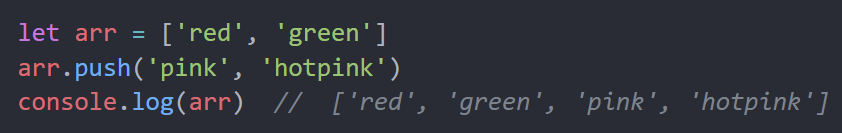 let arr = ['red', 'green']
arr.push('pink', 'hotpink')
console.log(arr)  //  ['red', 'green', 'pink', 'hotpink']